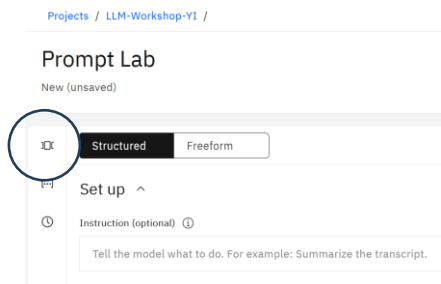 Projects / LLM-Workshop-YI /
Prompt Lab
New (unsaved)
Structured Freeform
Set up
Instruction (optional)
Tell the model what to do. For example: Summarize the transcript.